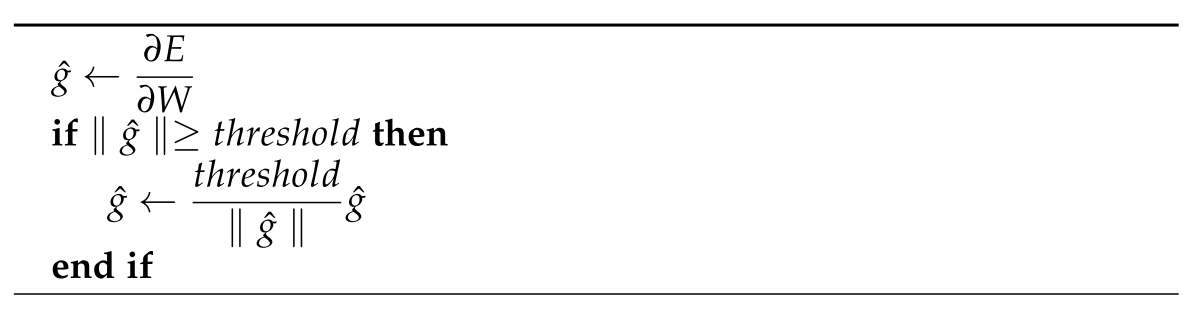 ĝ ← ∂E/∂W
if ‖ ĝ ‖≥ threshold then
ĝ ← threshold/‖ ĝ ‖ ĝ
end if